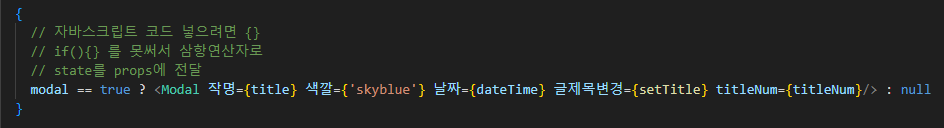 {
// 자바스크립트 코드 넣으려면 {}
// if(){} 를 못써서 삼항연산자로
// state를 props에 전달
modal == true ? <Modal 작명={title} 색깔={'skyblue'} 날짜={dateTime} 글제목변경={setTitle} titleNum={titleNum}/> : null
}